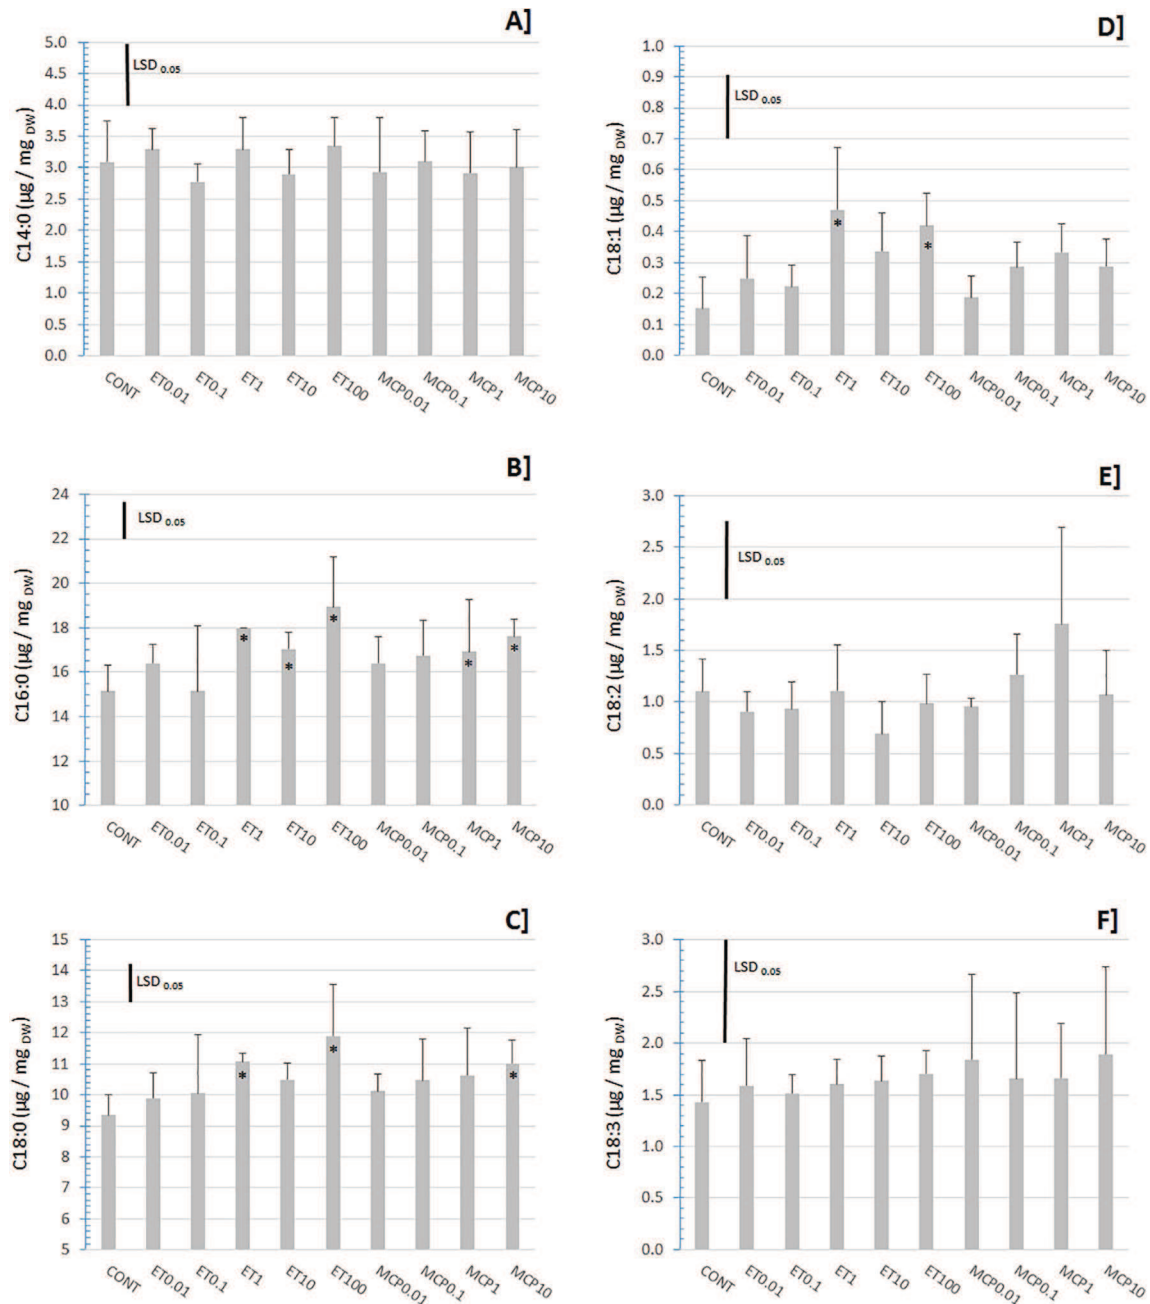 A]
C14:0 (µg / mg DW)
5.0
4.5
4.0
3.5
3.0
2.5
2.0
1.5
1.0
0.5
0.0
LSD 0.05
CONT ET0.01 ET0.1 ET1 ET10 ET100 MCP0.01 MCP0.1 MCP1 MCP10
D]
C18:1 (µg / mg DW)
1.0
0.9
0.8
0.7
0.6
0.5
0.4
0.3
0.2
0.1
0.0
LSD 0.05
* *
CONT ET0.01 ET0.1 ET1 ET10 ET100 MCP0.01 MCP0.1 MCP1 MCP10
B]
C16:0 (µg / mg DW)
24
22
20
18
16
14
12
10
LSD 0.05
* * * * *
CONT ET0.01 ET0.1 ET1 ET10 ET100 MCP0.01 MCP0.1 MCP1 MCP10
E]
C18:2 (µg / mg DW)
3.0
2.5
2.0
1.5
1.0
0.5
0.0
LSD 0.05
CONT ET0.01 ET0.1 ET1 ET10 ET100 MCP0.01 MCP0.1 MCP1 MCP10
C]
C18:0 (µg / mg DW)
15
14
13
12
11
10
9
8
7
6
5
LSD 0.05
* * *
CONT ET0.01 ET0.1 ET1 ET10 ET100 MCP0.01 MCP0.1 MCP1 MCP10
F]
C18:3 (µg / mg DW)
3.0
2.5
2.0
1.5
1.0
0.5
0.0
LSD 0.05
CONT ET0.01 ET0.1 ET1 ET10 ET100 MCP0.01 MCP0.1 MCP1 MCP10